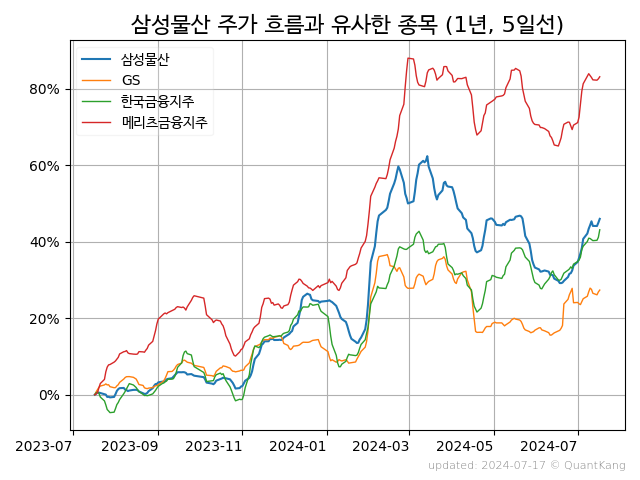 삼성물산 주가 흐름과 유사한 종목 (1년, 5일선)
삼성물산
GS
한국금융지주
메리츠금융지주
80%
60%
40%
20%
0%
2023-07 2023-09 2023-11 2024-01 2024-03 2024-05 2024-07
updated: 2024-07-17 © QuantKang